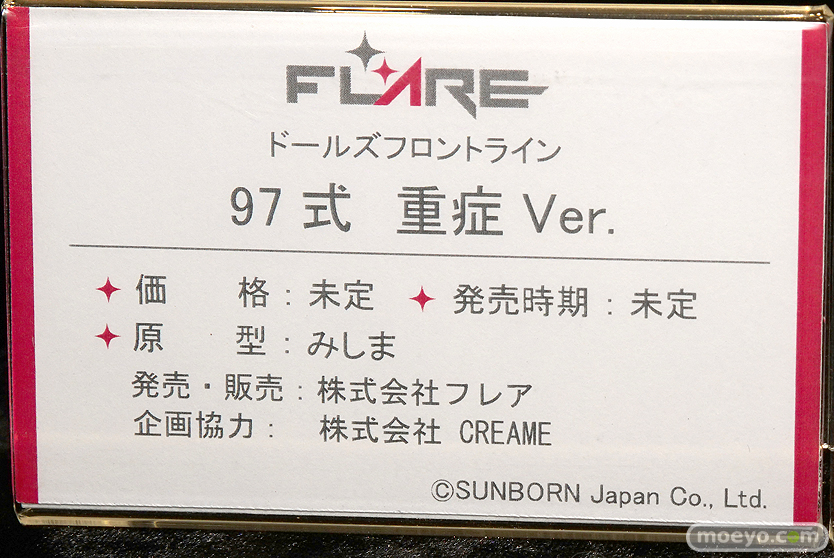 FLARE
ドールズフロントライン
97式 重症 Ver.
価 格：未定 発売時期：未定
原 型：みしま
発売・販売：株式会社フレア
企画協力： 株式会社 CREAME
©SUNBORN Japan Co., Ltd.
moeyo.com